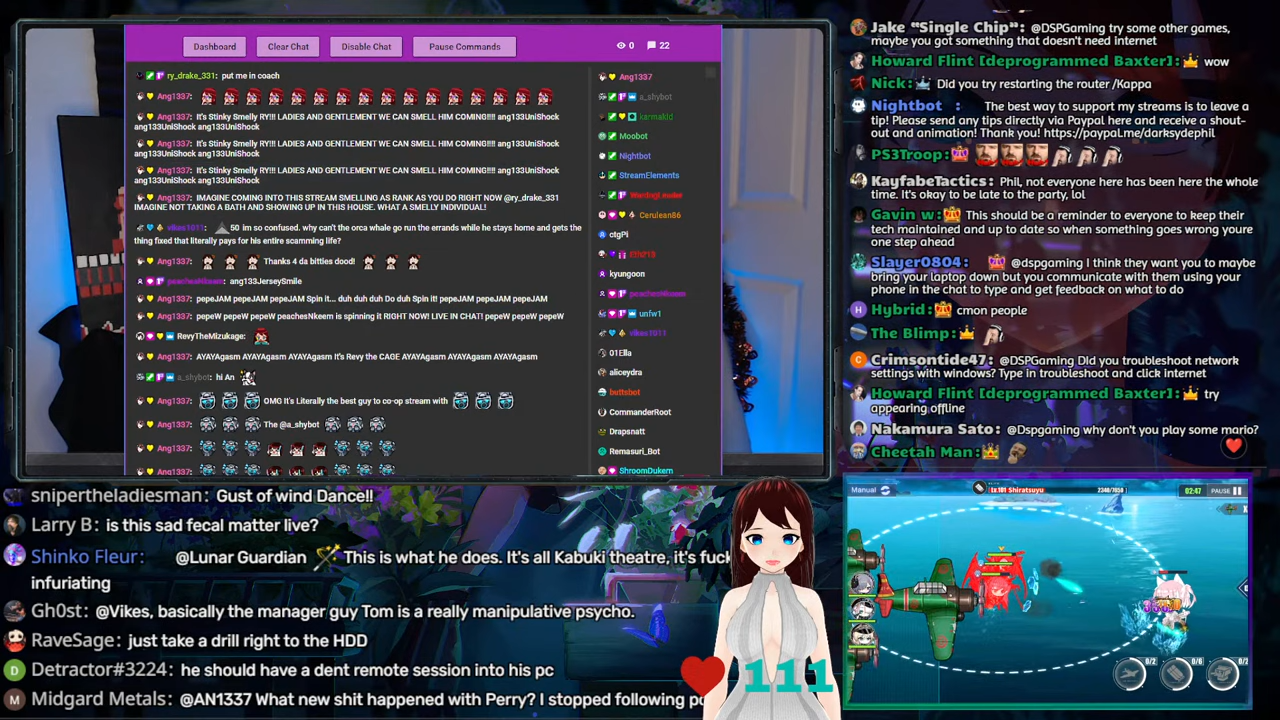 Dashboard
Clear Chat
Disable Chat
Pause Commands
0
22
ry_drake_331: put me in coach
Ang1337:
Ang1337: It's Stinky Smelly RY!!! LADIES AND GENTLEMENT WE CAN SMELL HIM COMING!!!! ang133UniShock
ang133UniShock ang133UniShock
Ang1337: It's Stinky Smelly RY!!! LADIES AND GENTLEMENT WE CAN SMELL HIM COMING!!!! ang133UniShock
ang133UniShock ang133UniShock
Ang1337: It's Stinky Smelly RY!!! LADIES AND GENTLEMENT WE CAN SMELL HIM COMING!!!! ang133UniShock
ang133UniShock ang133UniShock
Ang1337: IMAGINE COMING INTO THIS STREAM SMELLING AS RANK AS YOU DO RIGHT NOW @ry_drake_331
IMAGINE NOT TAKING A BATH AND SHOWING UP IN THIS HOUSE. WHAT A SMELLY INDIVIDUAL!
vikes1011: 50 im so confused. why can't the orca whale go run the errands while he stays home and gets the
thing fixed that literally pays for his entire scamming life?
Ang1337: Thanks 4 da bitties dood!
peachesNkeem: ang133JerseySmile
Ang1337: pepeJAM pepeJAM pepeJAM Spin it... duh duh duh Do duh Spin it! pepeJAM pepeJAM pepeJAM
Ang1337: pepeW pepeW pepeW peachesNkeem is spinning it RIGHT NOW! LIVE IN CHAT! pepeW pepeW pepeW
RevyTheMizukage:
Ang1337: AYAYAgasm AYAYAgasm AYAYAgasm It's Revy the CAGE AYAYAgasm AYAYAgasm AYAYAgasm
a_shybot: hi An
Ang1337: OMG It's Literally the best guy to co-op stream with
Ang1337: The @a_shybot
Ang1337:
Ang1337:
Ang1337
a_shybot
karmakid
Moobot
Nightbot
StreamElements
Cerulean86
ctgPi
kyungoon
peachesNkeem
unfw1
vikes1011
01Ella
aliceydra
buttsbot
CommanderRoot
Drapsnatt
Remasuri_Bot
ShroomDukem
Jake "Single Chip": @DSPGaming try some other games,
maybe you got something that doesn't need internet
Howard Flint [deprogrammed Baxter]: wow
Nick: Did you try restarting the router /Kappa
Nightbot : The best way to support my streams is to leave a
tip! Please send any tips directly via Paypal here and receive a shout-
out and animation! Thank you! https://paypal.me/darksydephil
PS3Troop:
KayfabeTactics: Phil, not everyone here has been here the whole
time. It's okay to be late to the party, lol
Gavin w: This should be a reminder to everyone to keep their
tech maintained and up to date so when something goes wrong youre
one step ahead
Slayer0804: @dspgaming I think they want you to maybe
bring your laptop down but you communicate with them using your
phone in the chat to type and get feedback on what to do
Hybrid: cmon people
The Blimp:
Crimsontide47: @DSPGaming Did you troubleshoot network
settings with windows? Type in troubleshoot and click internet
Howard Flint [deprogrammed Baxter]: try
appearing offline
Nakamura Sato: @Dspgaming why don't you play some mario?
Cheetah Man:
snipertheladiesman: Gust of wind Dance!!
Larry B: is this sad fecal matter live?
Shinko Fleur: @Lunar Guardian This is what he does. It's all Kabuki theatre, it's fuck
infuriating
Gh0st: @Vikes, basically the manager guy Tom is a really manipulative psycho.
RaveSage: just take a drill right to the HDD
Detractor#3224: he should have a dent remote session into his pc
Midgard Metals: @AN1337 What new shit happened with Perry? I stopped following po
111
Manual
Lv.101 Shiratsuyu
02:47
PAUSE
0/2
0/6
0/2